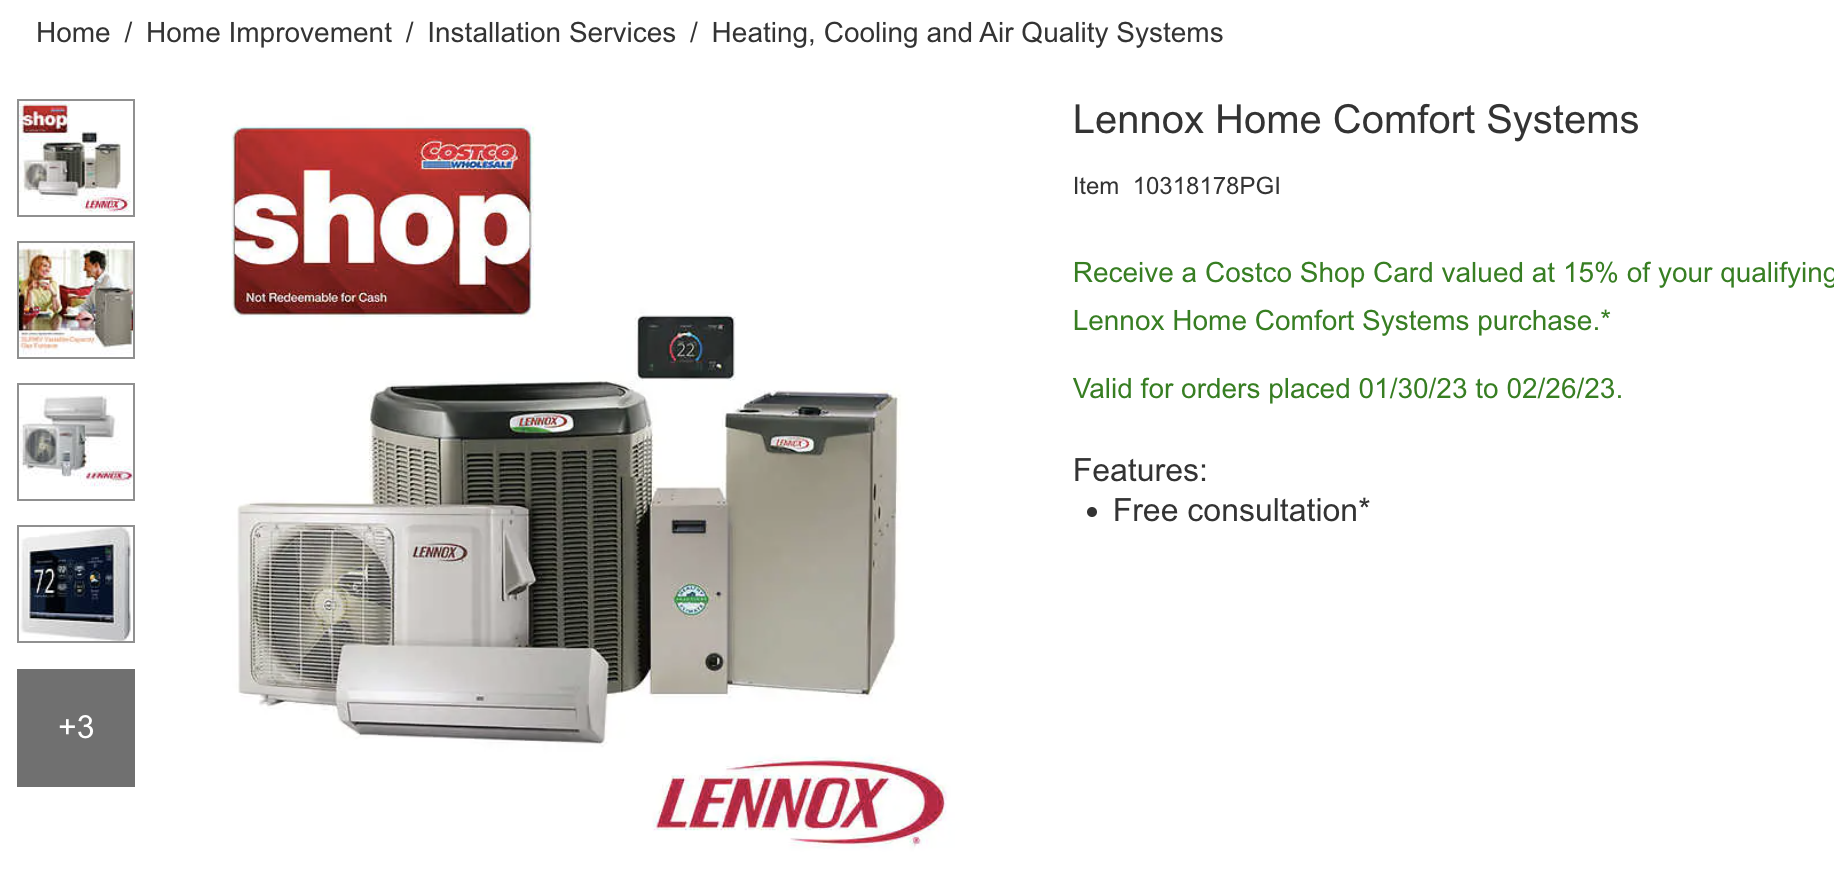 Home / Home Improvement / Installation Services / Heating, Cooling and Air Quality Systems
shop
LENNOX
LENNOX
72
+3
COSTCO
WHOLESALE
shop
Not Redeemable for Cash
22
LENNOX
LENNOX
LENNOX
LENNOX
Lennox Home Comfort Systems
Item 10318178PGI
Receive a Costco Shop Card valued at 15% of your qualifying
Lennox Home Comfort Systems purchase.*
Valid for orders placed 01/30/23 to 02/26/23.
Features:
• Free consultation*